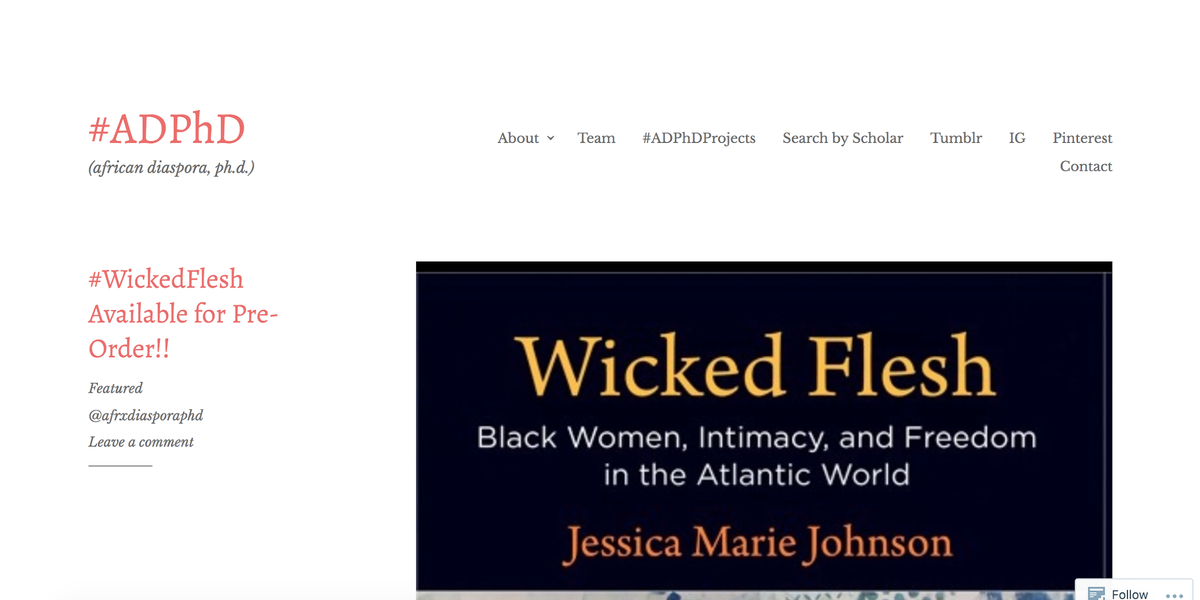 #ADPhD
(african diaspora, ph.d.)
About Team #ADPhDProjects Search by Scholar Tumblr IG Pinterest
Contact
#WickedFlesh
Available for Pre-
Order!!
Featured
@afrxdiasporaphd
Leave a comment
Wicked Flesh
Black Women, Intimacy, and Freedom
in the Atlantic World
Jessica Marie Johnson
Follow